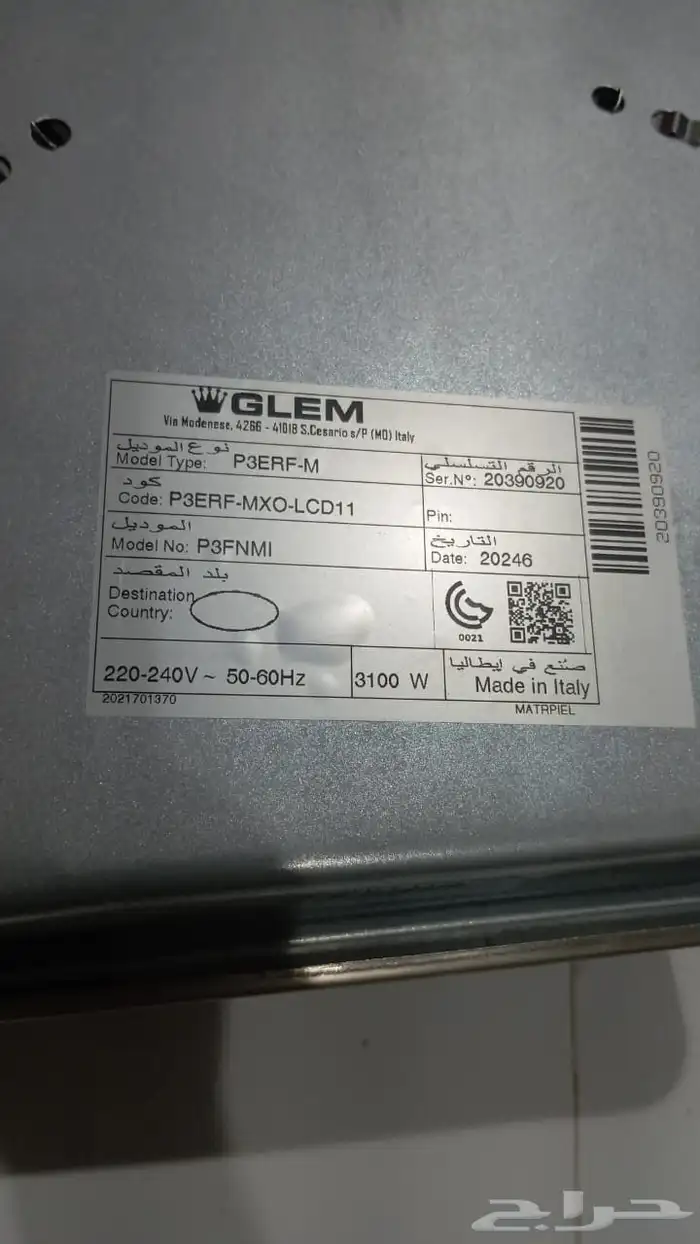 GLEM
Via Modenese, 4266 - 41018 S.Cesario s/P (MO) Italy
نوع الموديل
Model Type: P3ERF-M
الرقم التسلسلي
Ser.Nº: 20390920
كود
Code: P3ERF-MXO-LCD11
Pin:
الموديل
Model No: P3FNMI
التاريخ
Date: 20246
بلد المقصد
Destination
Country:
0021
220-240V ~ 50-60Hz
3100 W
صنع في إيطاليا
Made in Italy
2021701370
MATRPIEL
20390920
حراج